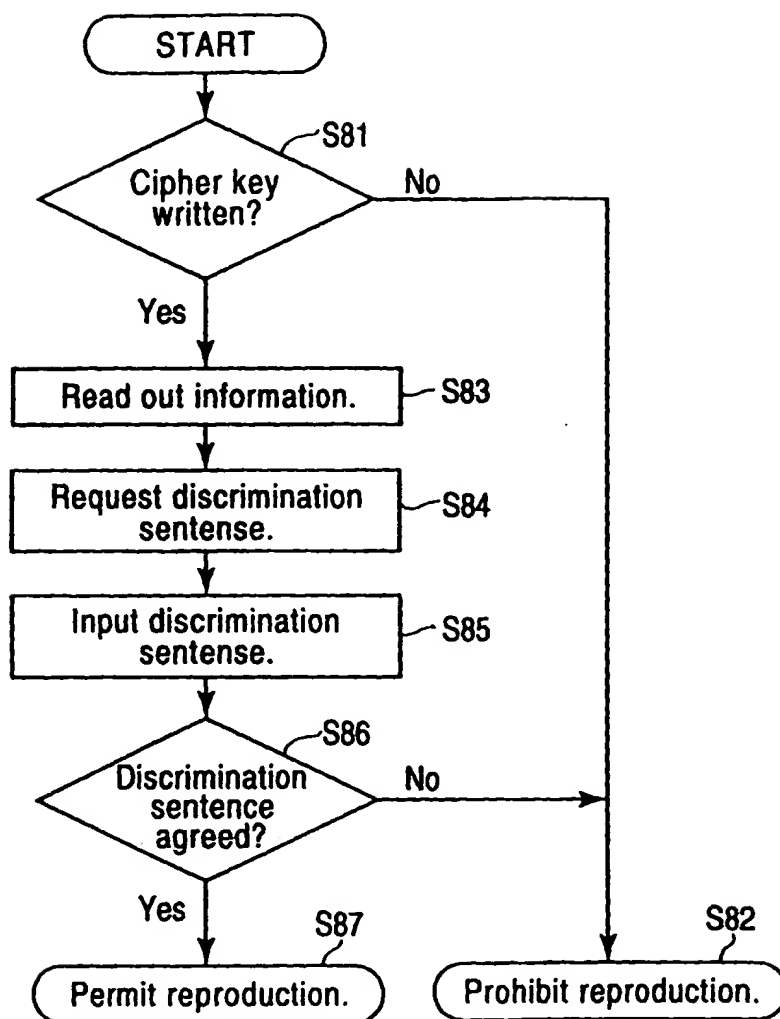 START
S81
Cipher key
written?
No
Yes
Read out information.
S83
Request discrimination
sentense.
S84
Input discrimination
sentense.
S85
S86
Discrimination
sentence
agreed?
No
Yes
S87
Permit reproduction.
S82
Prohibit reproduction.